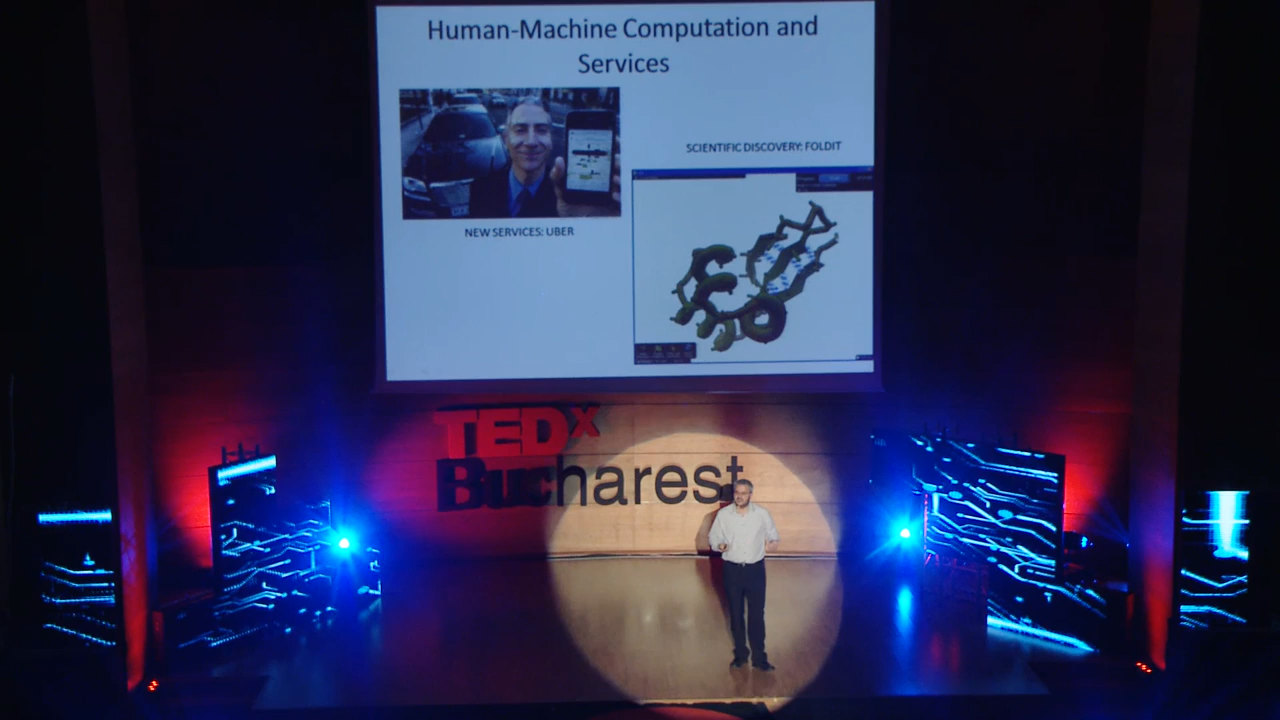 Human-Machine Computation and
Services
SCIENTIFIC DISCOVERY: FOLDIT
NEW SERVICES: UBER
TEDx
Bucharest